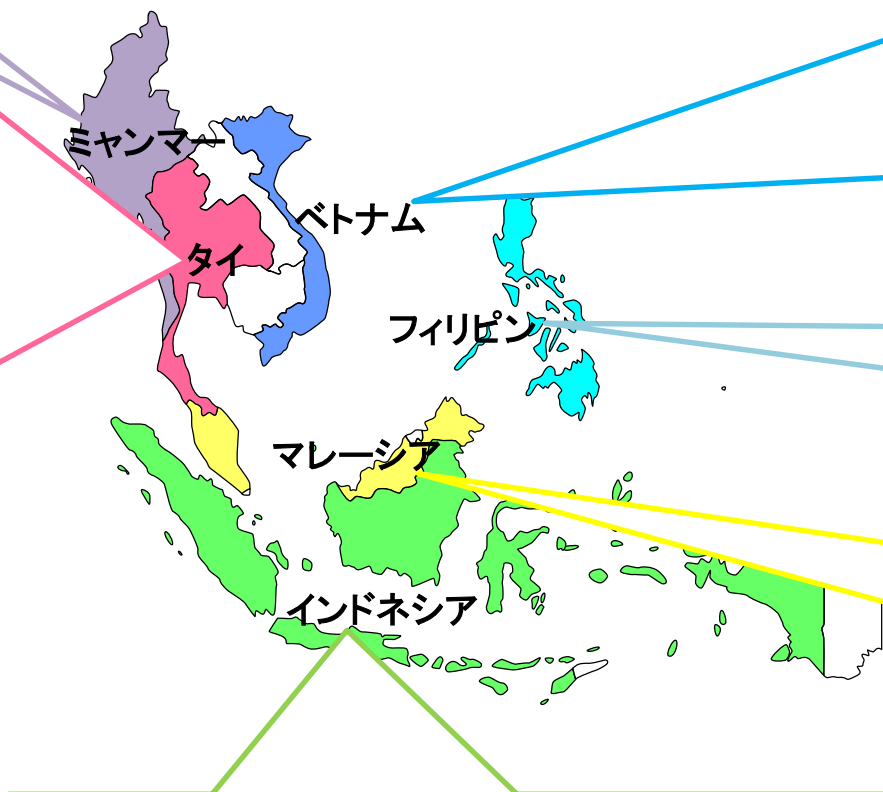 ミャンマー
ベトナム
タイ
フィリピン
マレーシア
インドネシア